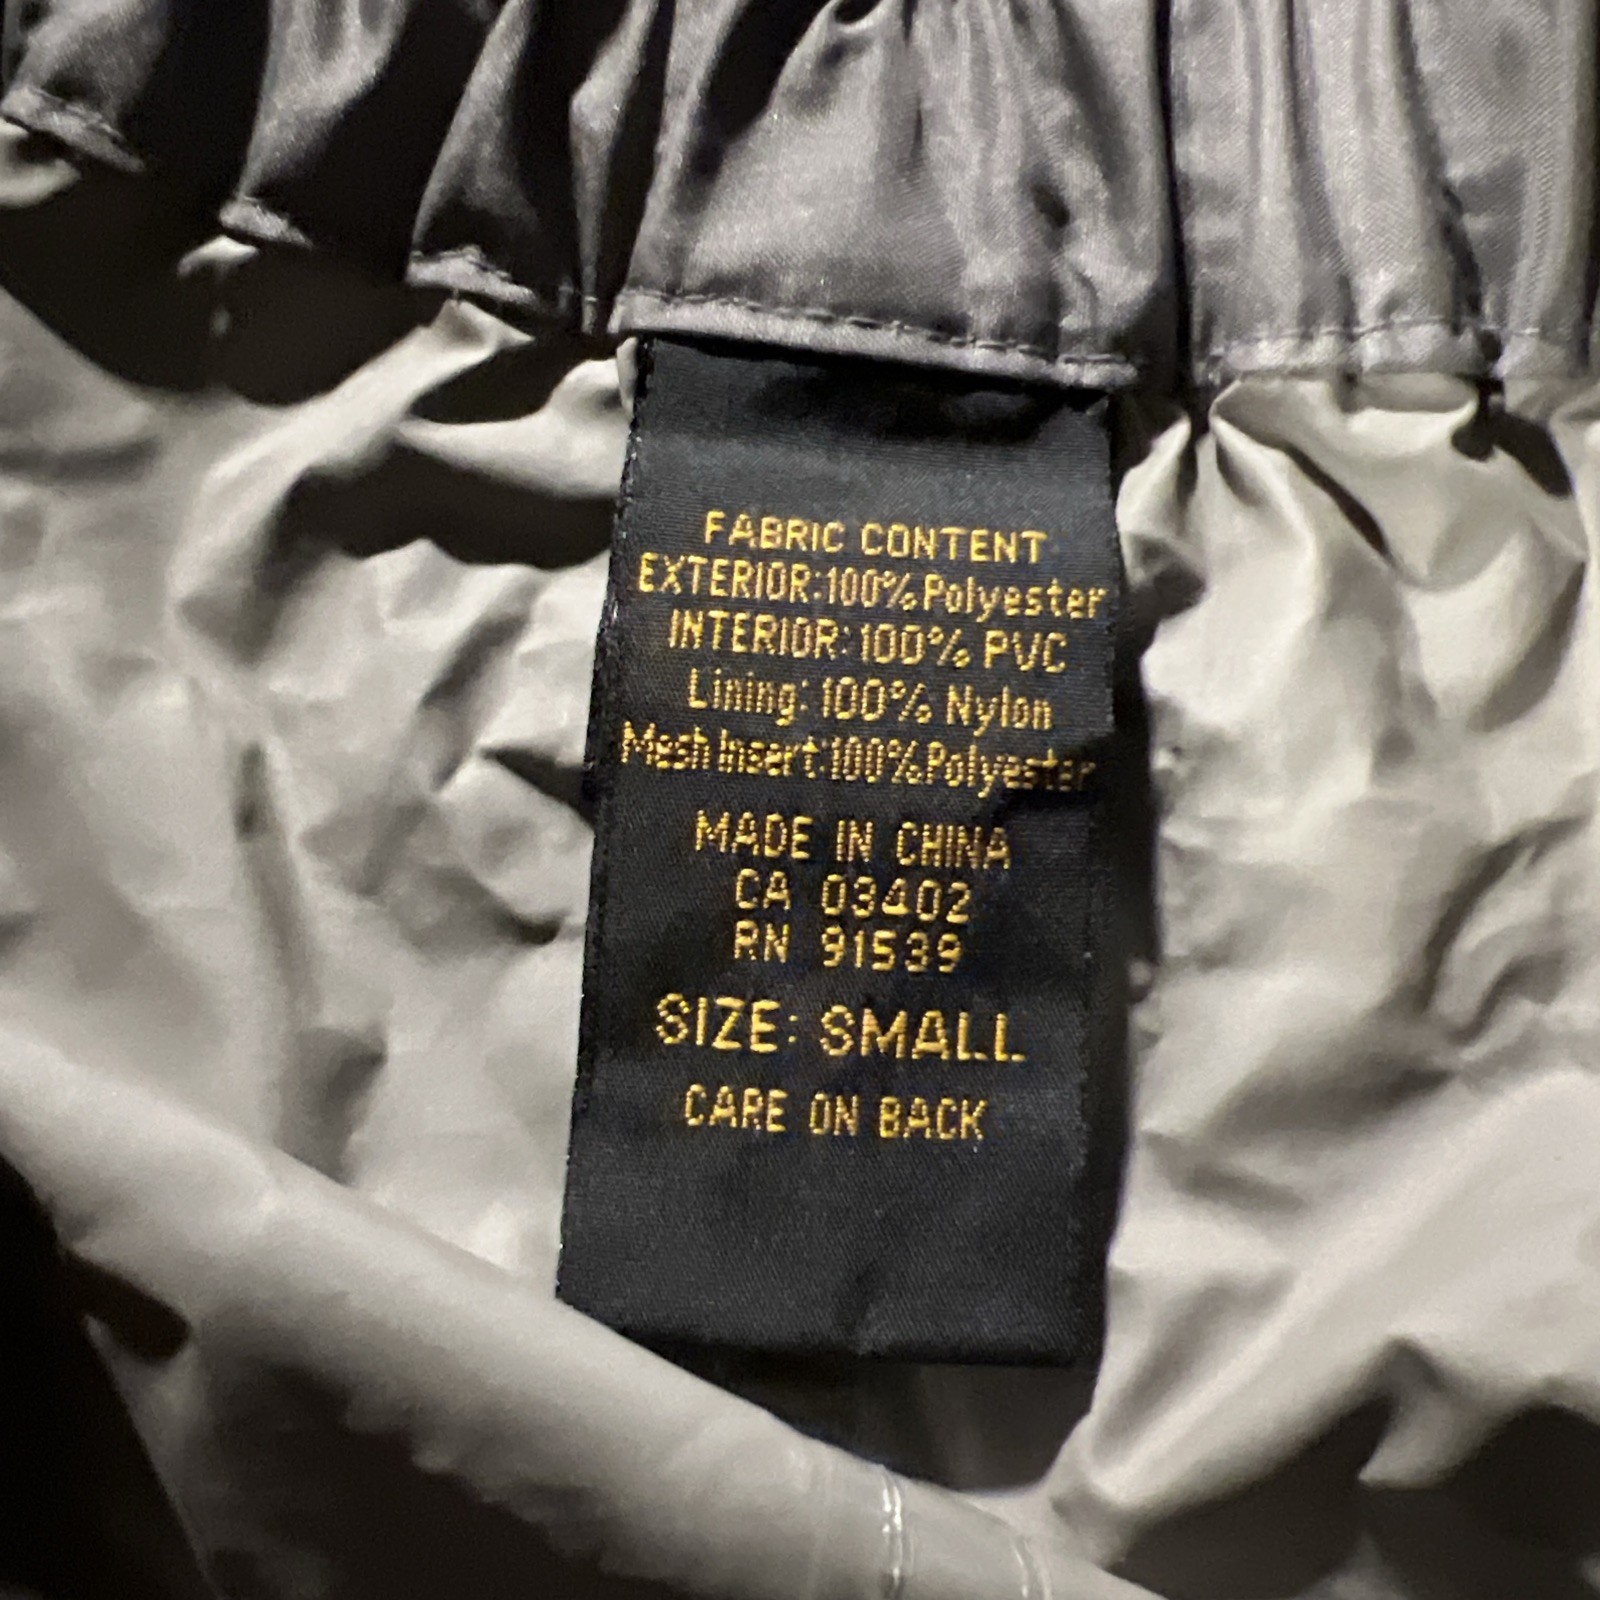 FABRIC CONTENT
EXTERIOR:100% Polyester
INTERIOR: 100% PVC
Lining: 100% Nylon
Mesh Insert:100% Polyester
MADE IN CHINA
CA 03402
RN 91539
SIZE: SMALL
CARE ON BACK